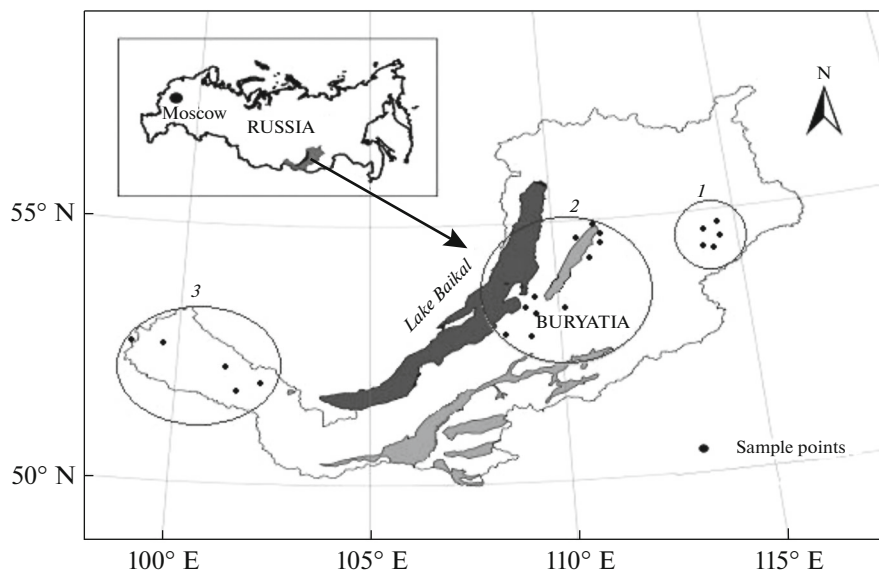 N
Moscow
RUSSIA
55° N
1
2
Lake Baikal
3
BURYATIA
Sample points
50° N
100° E
105° E
110° E
115° E